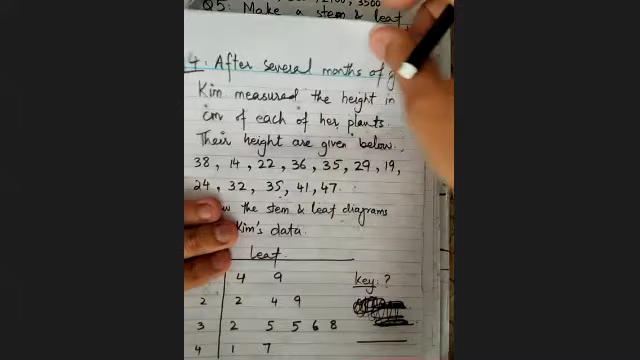 Q5: Make a stem & leaf
4. After several months of
Kim measured the height in
cm of each of her plants.
Their height are given below.
38, 14, 22, 36, 35, 29, 19,
24, 32, 35, 41, 47.
the stem & leaf diagrams
Kim's data.
Leaf
4 9
key: ?
2 2 4 9
3 2 5 5 6 8
4 1 7